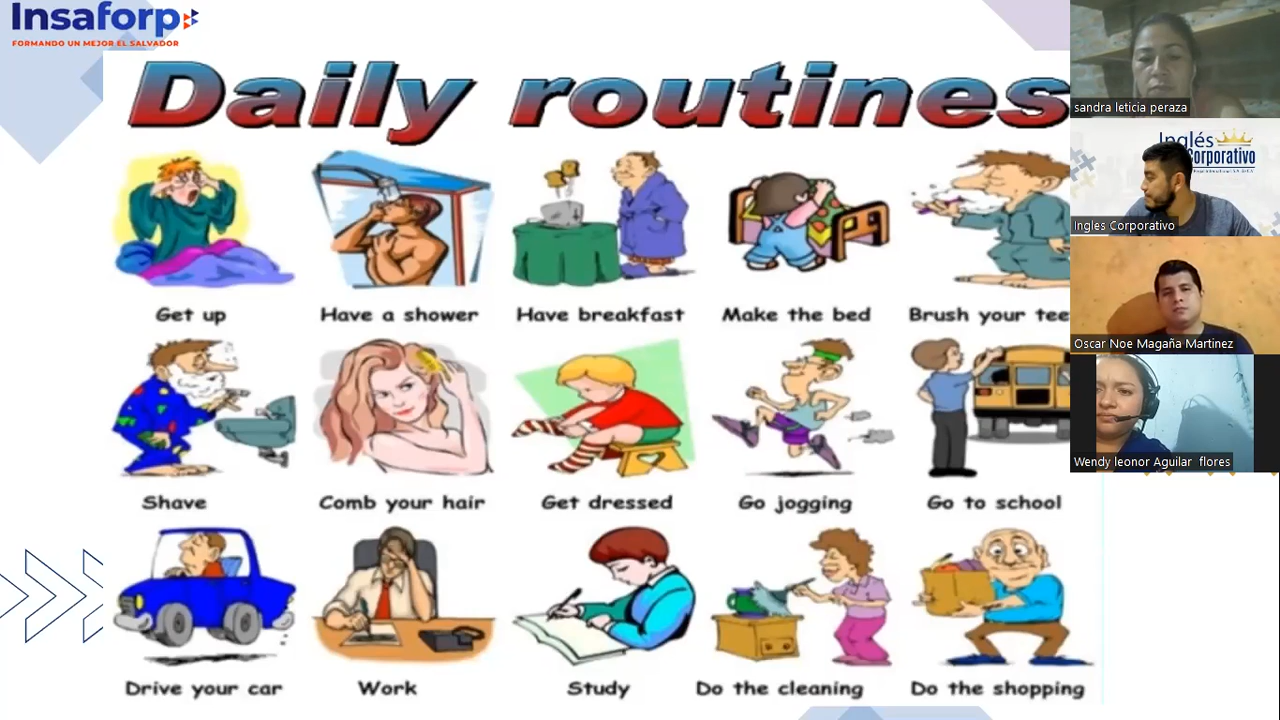 Insaforp
FORMANDO UN MEJOR EL SALVADOR
Daily routines
Get up
Have a shower
Have breakfast
Make the bed
Brush your tee
Shave
Comb your hair
Get dressed
Go jogging
Go to school
Drive your car
Work
Study
Do the cleaning
Do the shopping
sandra leticia peraza
Inglés
Corporativo
Ingles Corporativo
Oscar Noe Magaña Martinez
Wendy leonor Aguilar flores